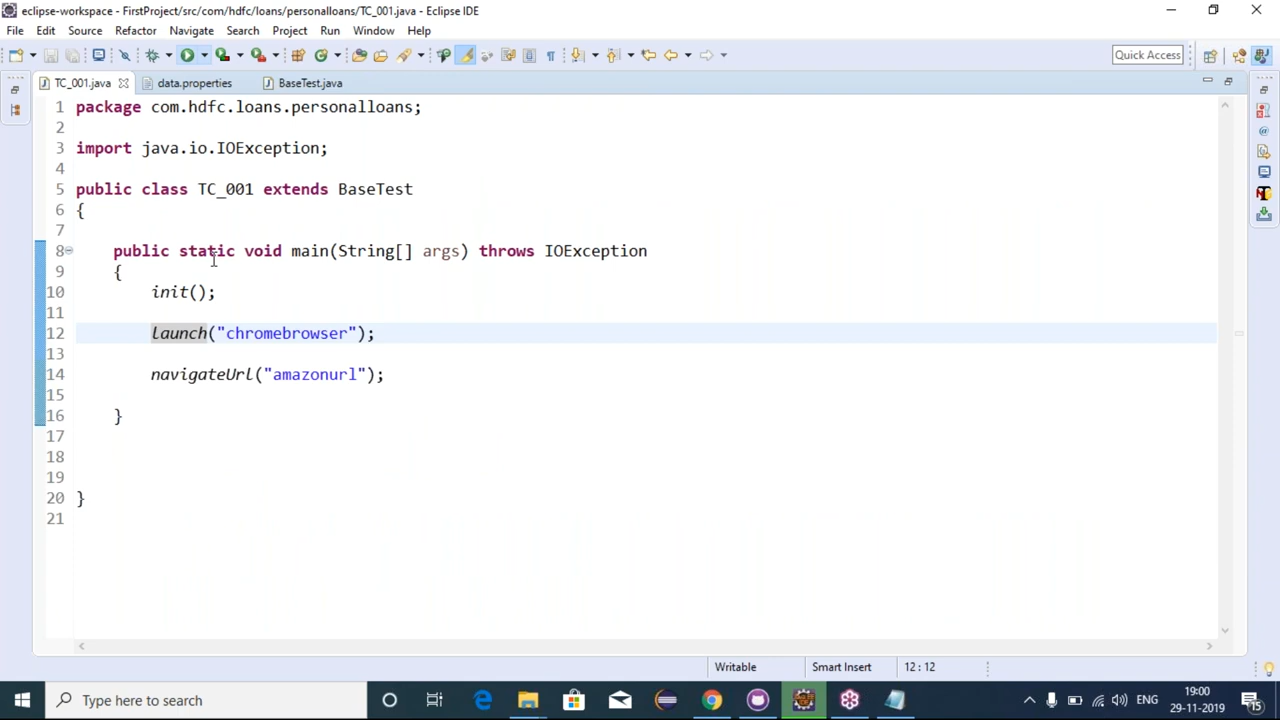 eclipse-workspace - FirstProject/src/com/hdfc/loans/personalloans/TC_001.java - Eclipse IDE
File Edit Source Refactor Navigate Search Project Run Window Help
Quick Access
TC_001.java data.properties BaseTest.java
1 package com.hdfc.loans.personalloans;
2
3 import java.io.IOException;
4
5 public class TC_001 extends BaseTest
6 {
7
8 public static void main(String[] args) throws IOException
9 {
10 init();
11
12 launch("chromebrowser");
13
14 navigateUrl("amazonurl");
15
16 }
17
18
19
20 }
21
Writable Smart Insert 12 : 12
Type here to search
ENG
19:00
29-11-2019
15